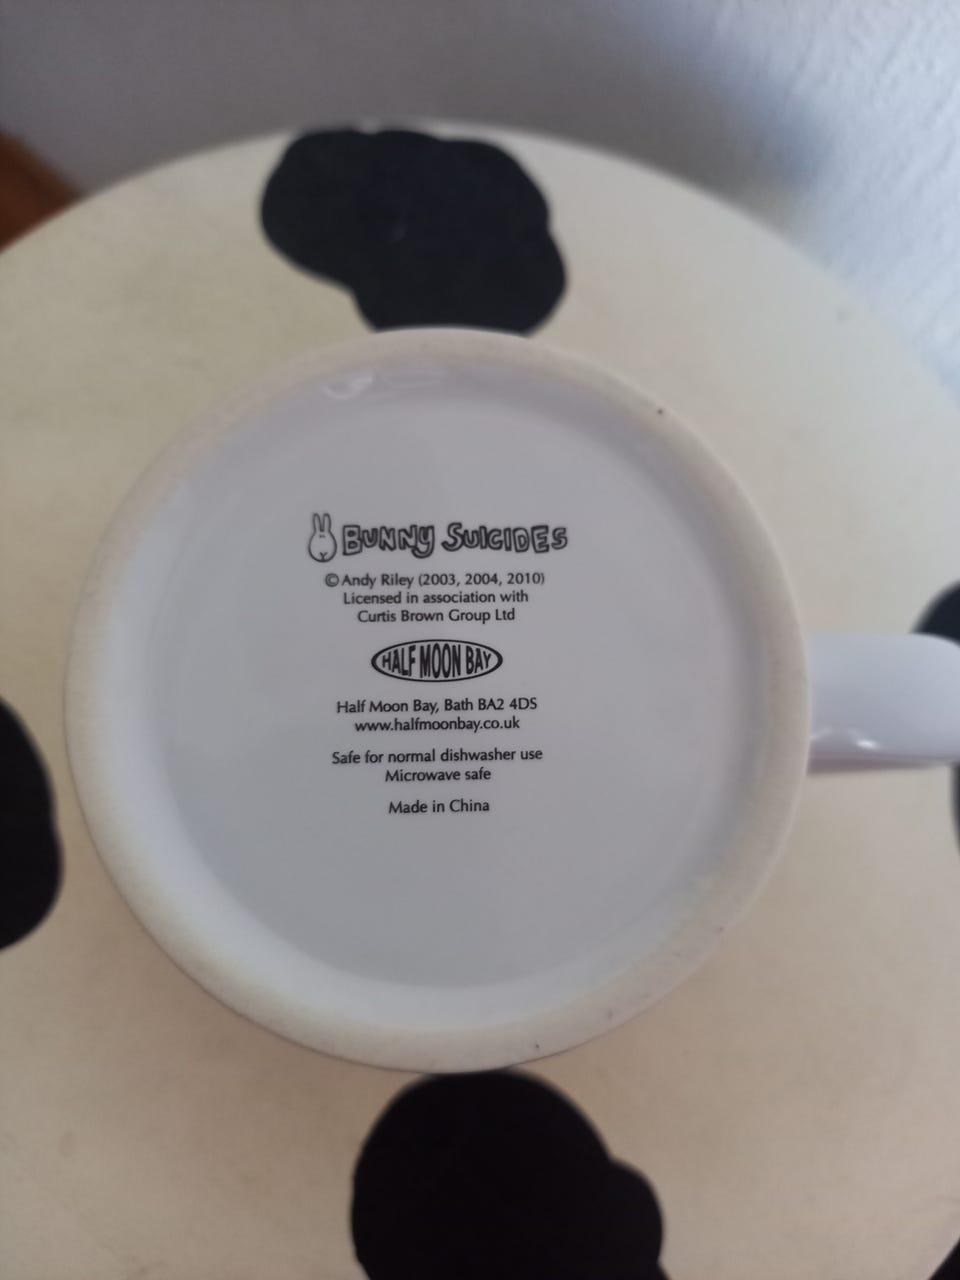 BUNNY SUICIDES
© Andy Riley (2003, 2004, 2010)
Licensed in association with
Curtis Brown Group Ltd
HALF MOON BAY
Half Moon Bay, Bath BA2 4DS
www.halfmoonbay.co.uk
Safe for normal dishwasher use
Microwave safe
Made in China